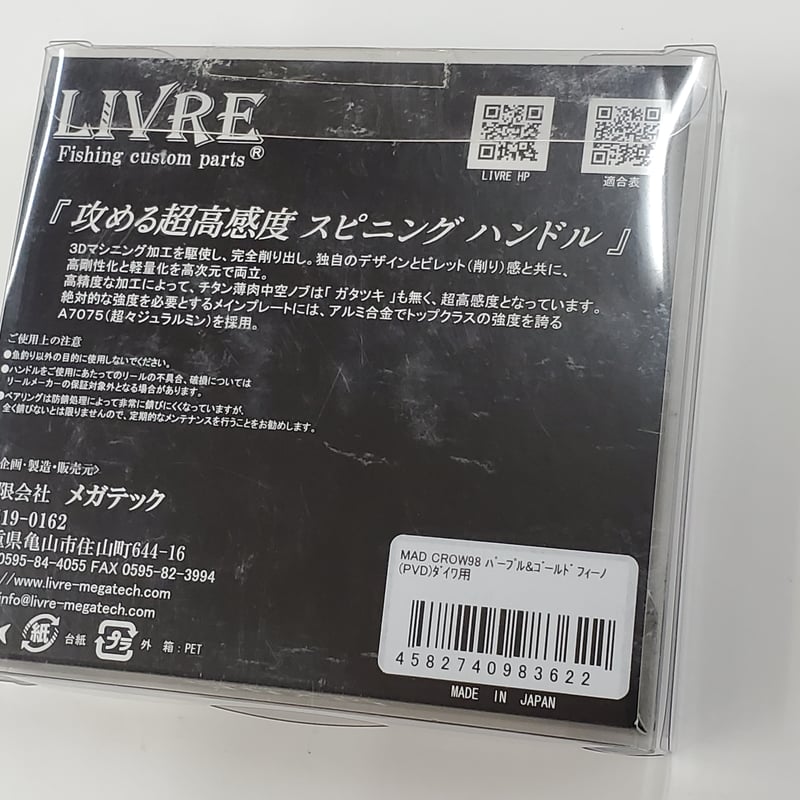 LIVRE
Fishing custom parts®
LIVRE HP
適合表
『 攻める超高感度 スピニング ハンドル 』
3Dマシニング加工を駆使し、完全削り出し。独自のデザインとビレット（削り）感と共に、
高剛性化と軽量化を高次元で両立。
高精度な加工によって、チタン薄肉中空ノブは「 ガタツキ 」も無く、超高感度となっています。
絶対的な強度を必要とするメインプレートには、アルミ合金でトップクラスの強度を誇る
A7075（超々ジュラルミン）を採用。
ご使用上の注意
●魚釣り以外の目的に使用しないでください。
●ハンドルをご使用にあたってのリールの不具合、破損については
リールメーカーの保証対象外となる場合があります。
●ベアリングは防錆処理によって非常に錆びにくくなっていますが、
全く錆びないとは限りませんので、定期的なメンテナンスを行うことをお勧めします。
企画・製造・販売元>
限会社 メガテック
19-0162
重県亀山市住山町644-16
0595-84-4055 FAX 0595-82-3994
//www.livre-megatech.com
info@livre-megatech.com
紙 台紙 プラ 外 箱：PET
MAD CROW98 パープル&ゴールド フィーノ
(PVD)ダイワ用
4582740983622
MADE IN JAPAN